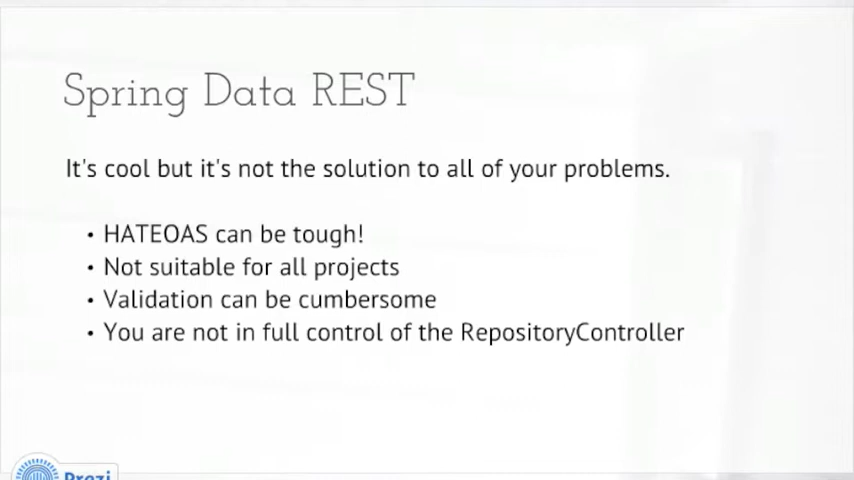 Spring Data REST
It's cool but it's not the solution to all of your problems.
• HATEOAS can be tough!
• Not suitable for all projects
• Validation can be cumbersome
• You are not in full control of the RepositoryController
Prezi